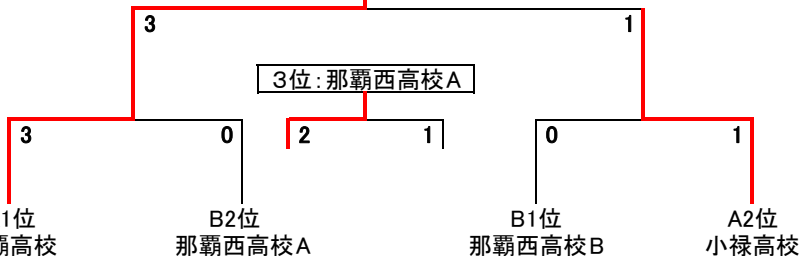 3 1
3位:那覇西高校A
3 0 2 1 0 1
1位 B2位 B1位 A2位
覇高校 那覇西高校A 那覇西高校B 小禄高校